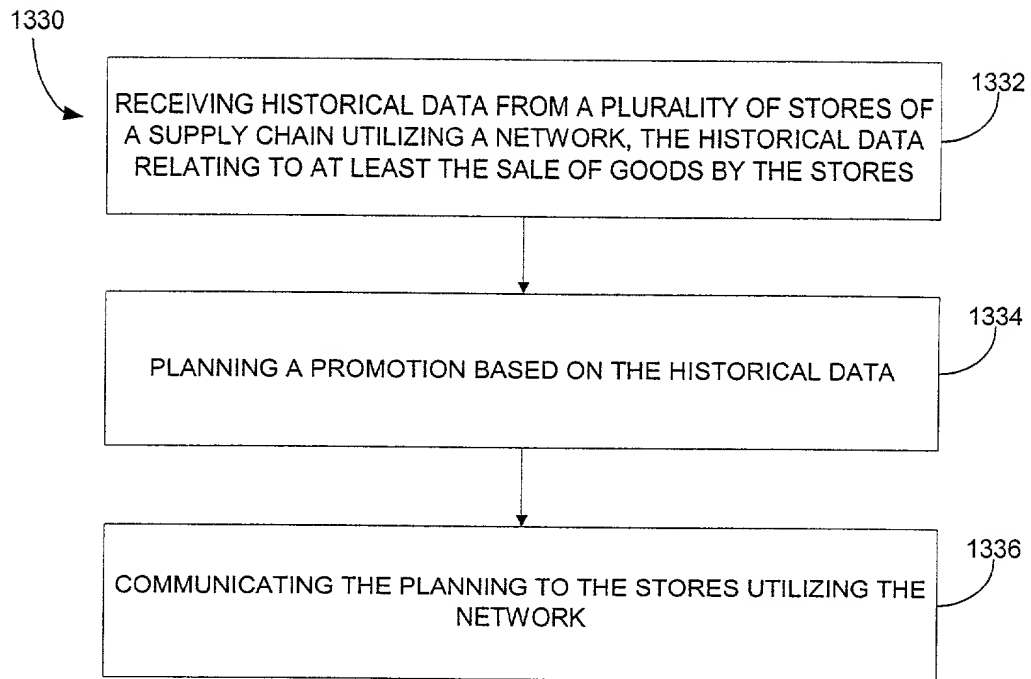 1330
1332
RECEIVING HISTORICAL DATA FROM A PLURALITY OF STORES OF
A SUPPLY CHAIN UTILIZING A NETWORK, THE HISTORICAL DATA
RELATING TO AT LEAST THE SALE OF GOODS BY THE STORES
1334
PLANNING A PROMOTION BASED ON THE HISTORICAL DATA
1336
COMMUNICATING THE PLANNING TO THE STORES UTILIZING THE
NETWORK